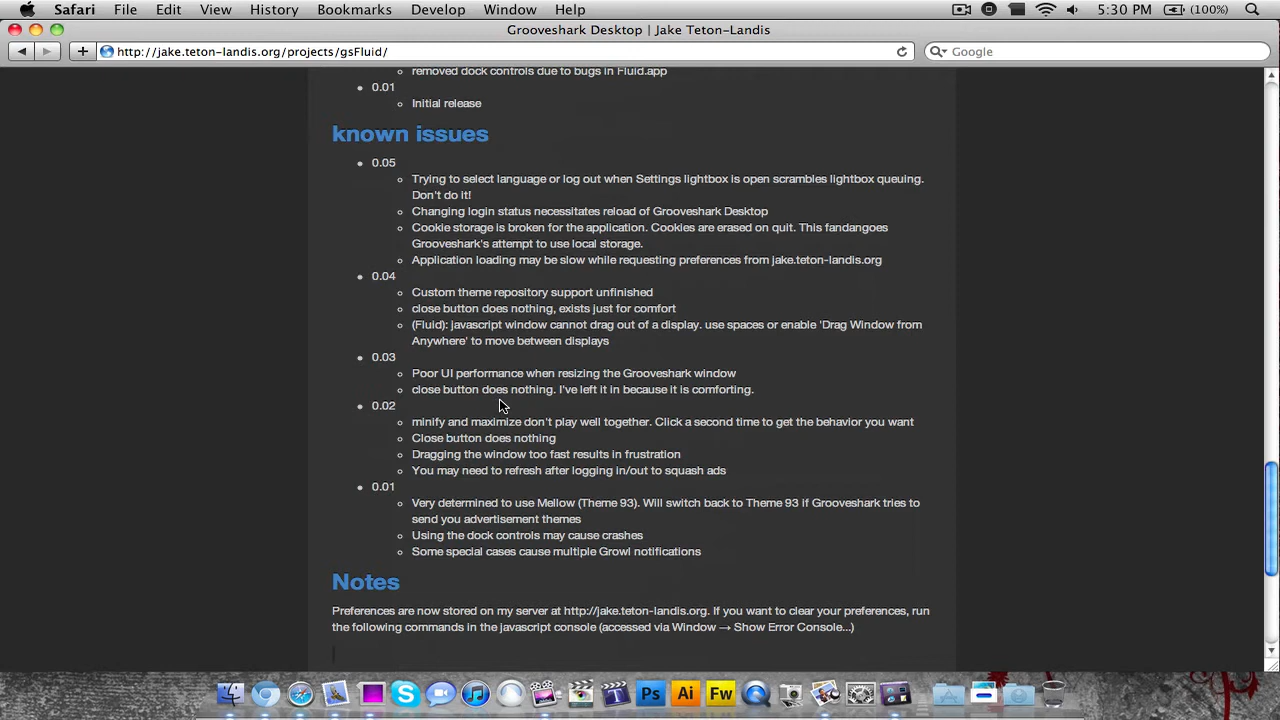 Safari File Edit View History Bookmarks Develop Window Help 5:30 PM (100%)
Grooveshark Desktop | Jake Teton-Landis
http://jake.teton-landis.org/projects/gsFluid/
Google
removed dock controls due to bugs in Fluid.app
0.01
Initial release
known issues
0.05
Trying to select language or log out when Settings lightbox is open scrambles lightbox queuing.
Don't do it!
Changing login status necessitates reload of Grooveshark Desktop
Cookie storage is broken for the application. Cookies are erased on quit. This fandangoes
Grooveshark's attempt to use local storage.
Application loading may be slow while requesting preferences from jake.teton-landis.org
0.04
Custom theme repository support unfinished
close button does nothing, exists just for comfort
(Fluid): javascript window cannot drag out of a display. use spaces or enable 'Drag Window from
Anywhere' to move between displays
0.03
Poor UI performance when resizing the Grooveshark window
close button does nothing. I've left it in because it is comforting.
0.02
minify and maximize don't play well together. Click a second time to get the behavior you want
Close button does nothing
Dragging the window too fast results in frustration
You may need to refresh after logging in/out to squash ads
0.01
Very determined to use Mellow (Theme 93). Will switch back to Theme 93 if Grooveshark tries to
send you advertisement themes
Using the dock controls may cause crashes
Some special cases cause multiple Growl notifications
Notes
Preferences are now stored on my server at http://jake.teton-landis.org. If you want to clear your preferences, run
the following commands in the javascript console (accessed via Window → Show Error Console...)
Ps Ai Fw